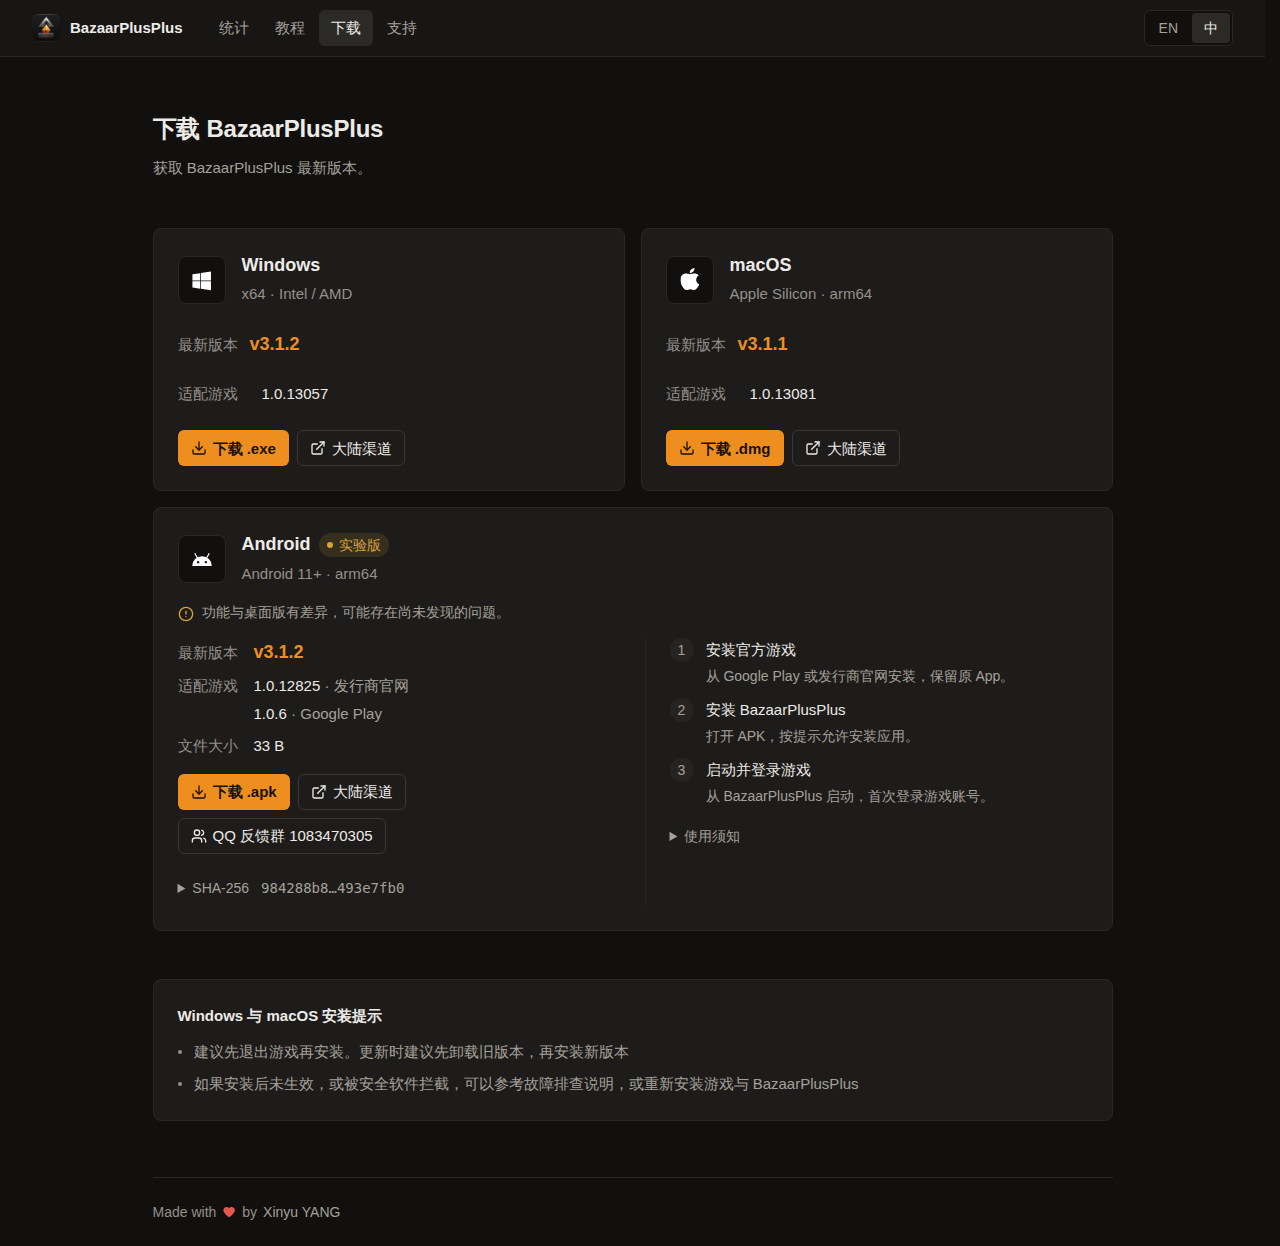 BazaarPlusPlus 统计 教程 下载 支持 EN 中
下载 BazaarPlusPlus
获取 BazaarPlusPlus 最新版本。
Windows
x64 · Intel / AMD
最新版本 v3.1.2
适配游戏 1.0.13057
下载 .exe 大陆渠道
macOS
Apple Silicon · arm64
最新版本 v3.1.1
适配游戏 1.0.13081
下载 .dmg 大陆渠道
Android 实验版
Android 11+ · arm64
功能与桌面版有差异，可能存在尚未发现的问题。
最新版本 v3.1.2
适配游戏 1.0.12825 · 发行商官网
1.0.6 · Google Play
文件大小 33 B
下载 .apk 大陆渠道
QQ 反馈群 1083470305
SHA-256 984288b8…493e7fb0
1 安装官方游戏
从 Google Play 或发行商官网安装，保留原 App。
2 安装 BazaarPlusPlus
打开 APK，按提示允许安装应用。
3 启动并登录游戏
从 BazaarPlusPlus 启动，首次登录游戏账号。
使用须知
Windows 与 macOS 安装提示
• 建议先退出游戏再安装。更新时建议先卸载旧版本，再安装新版本
• 如果安装后未生效，或被安全软件拦截，可以参考故障排查说明，或重新安装游戏与 BazaarPlusPlus
Made with ♥ by Xinyu YANG